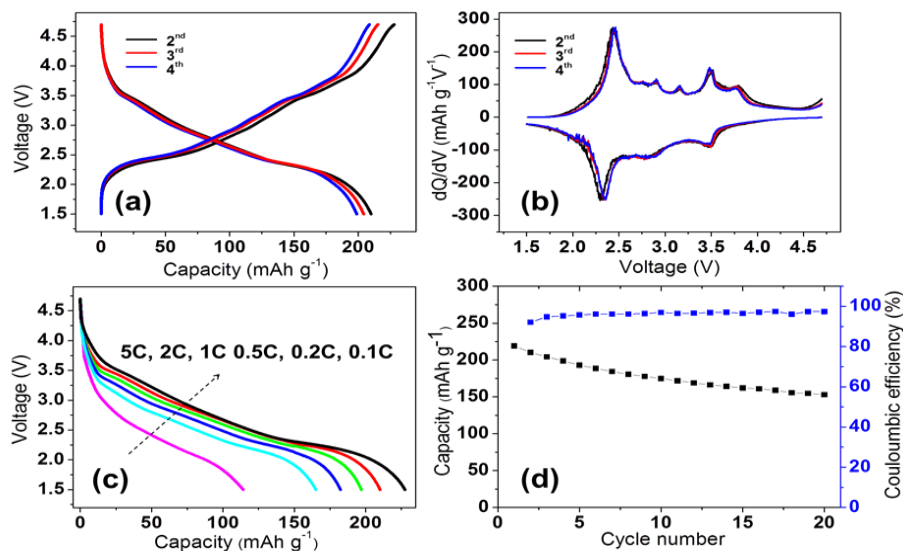 2nd
3rd
4th
(a)
Voltage (V)
4.5
4.0
3.5
3.0
2.5
2.0
1.5
0 50 100 150 200
Capacity (mAh g-1)
2nd
3rd
4th
(b)
dQ/dV (mAh g-1V-1)
300
200
100
0
-100
-200
-300
1.5 2.0 2.5 3.0 3.5 4.0 4.5
Voltage (V)
5C, 2C, 1C 0.5C, 0.2C, 0.1C
(c)
Voltage (V)
4.5
4.0
3.5
3.0
2.5
2.0
1.5
0 50 100 150 200
Capacity (mAh g-1)
(d)
Capacity (mAh g-1)
300
250
200
150
100
50
0
0 5 10 15 20
Cycle number
100
80
60
40
20
0
Couloumbic efficiency (%)